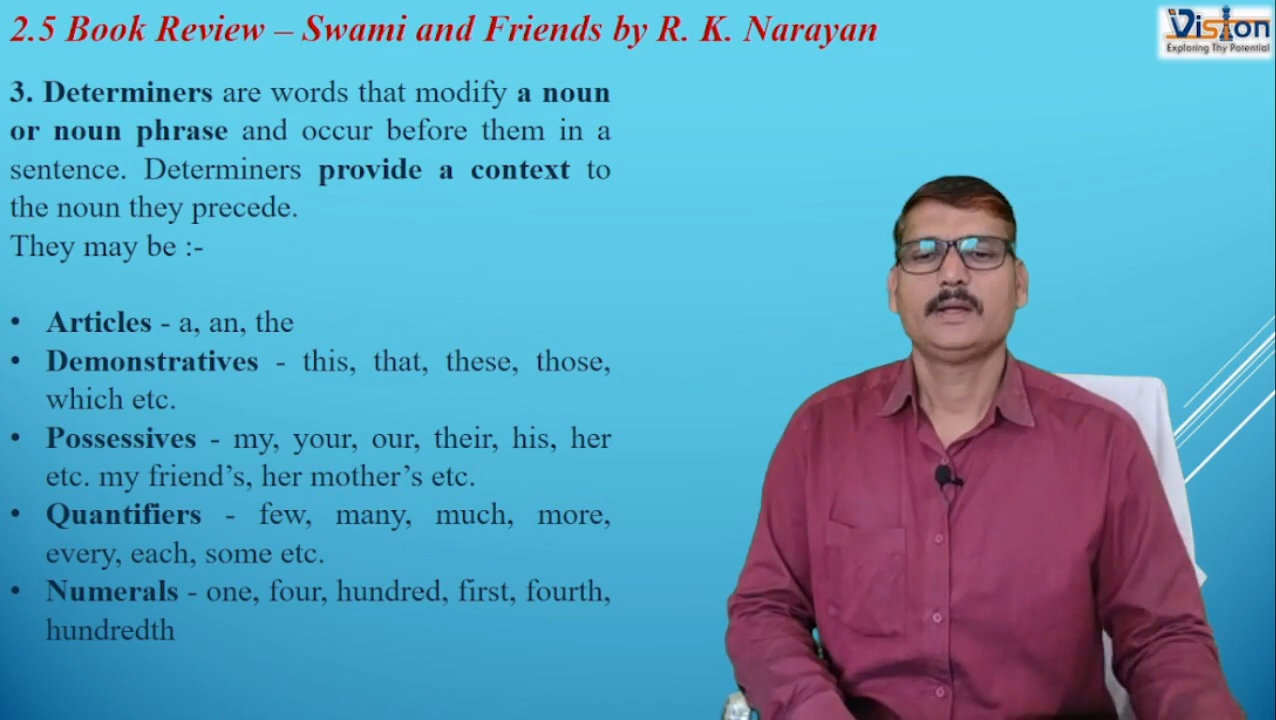 2.5 Book Review – Swami and Friends by R. K. Narayan
Vision
Exploring Thy Potential
3. Determiners are words that modify a noun
or noun phrase and occur before them in a
sentence. Determiners provide a context to
the noun they precede.
They may be :-
• Articles - a, an, the
• Demonstratives - this, that, these, those,
which etc.
• Possessives - my, your, our, their, his, her
etc. my friend’s, her mother’s etc.
• Quantifiers - few, many, much, more,
every, each, some etc.
• Numerals - one, four, hundred, first, fourth,
hundredth